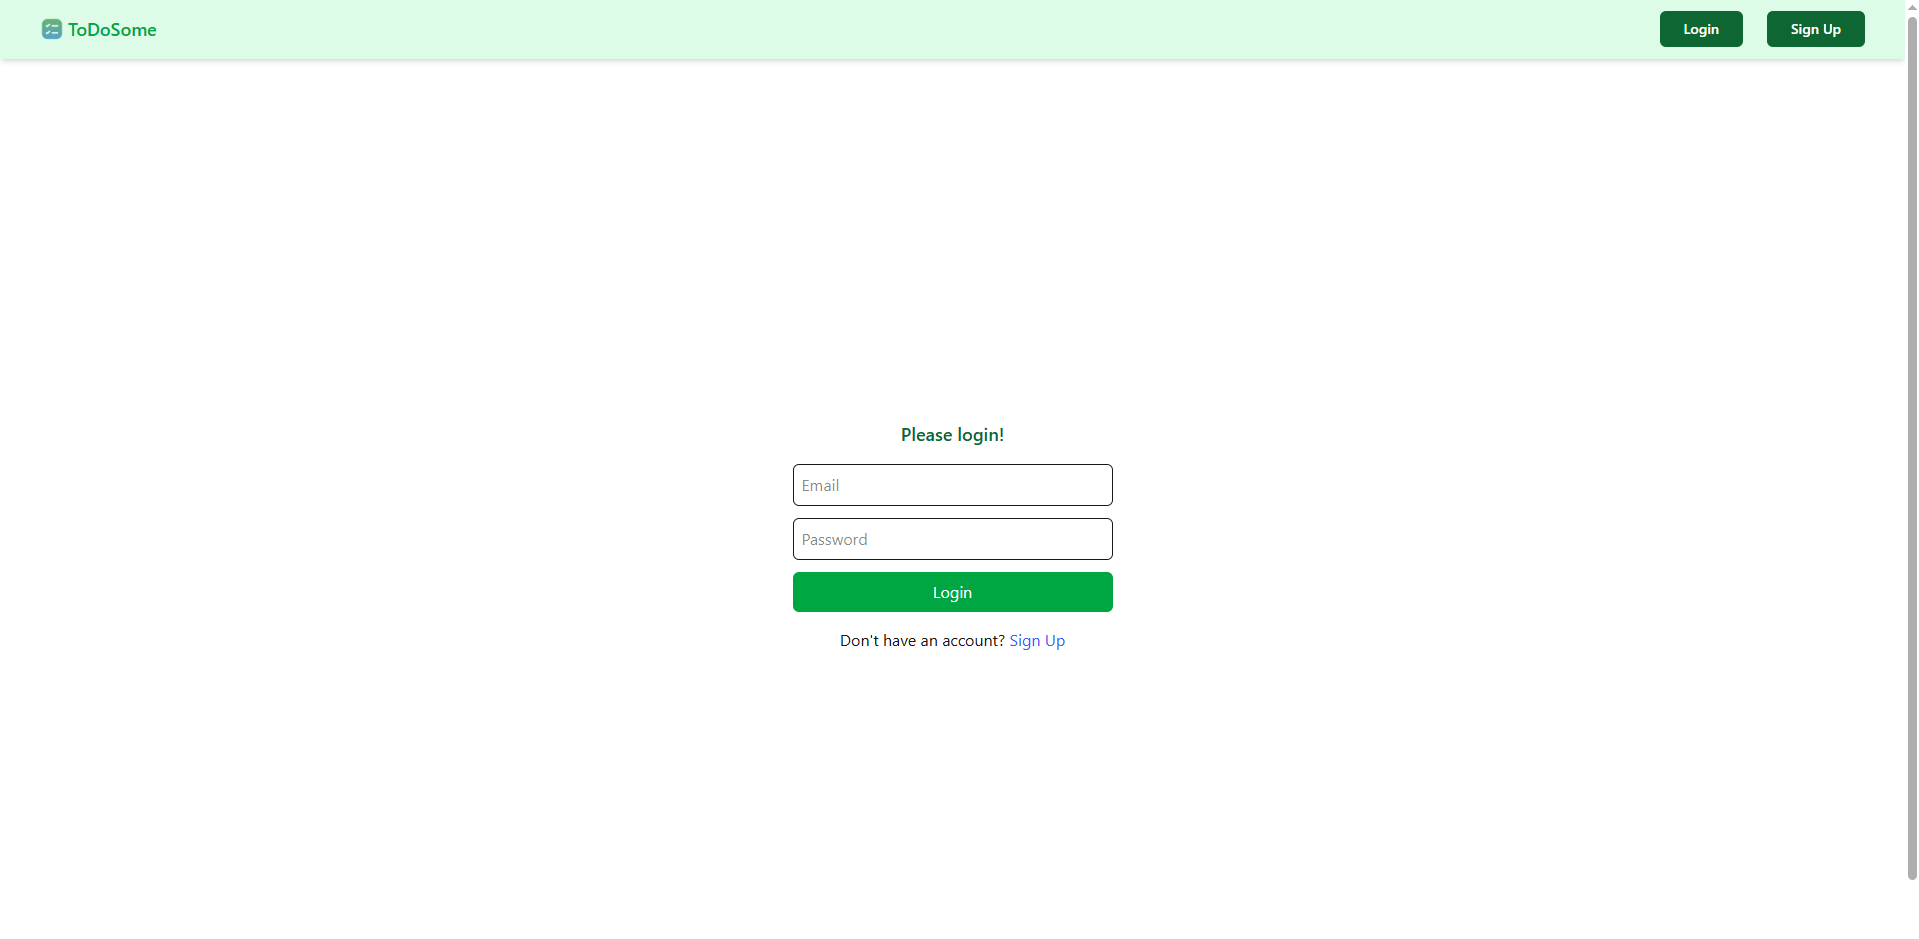 ToDoSome
Login
Sign Up
Please login!
Email
Password
Login
Don't have an account? Sign Up